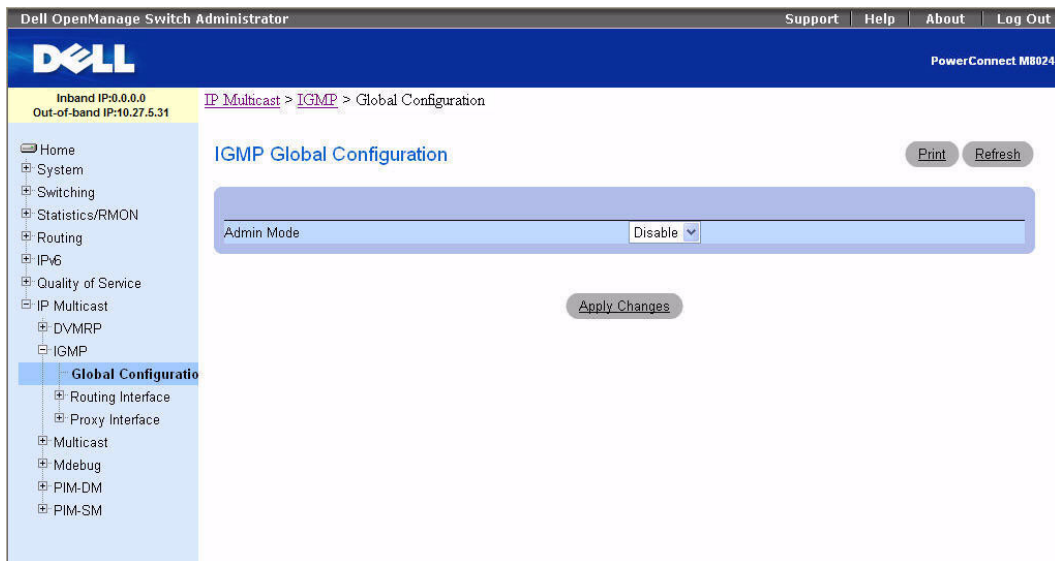 Dell OpenManage Switch Administrator
Support Help About Log Out
DELL
PowerConnect M8024
Inband IP:0.0.0.0
Out-of-band IP:10.27.5.31
IP Multicast > IGMP > Global Configuration
Home
System
Switching
Statistics/RMON
Routing
IPv6
Quality of Service
IP Multicast
DVMRP
IGMP
Global Configuratio
Routing Interface
Proxy Interface
Multicast
Mdebug
PIM-DM
PIM-SM
IGMP Global Configuration
Print Refresh
Admin Mode Disable
Apply Changes